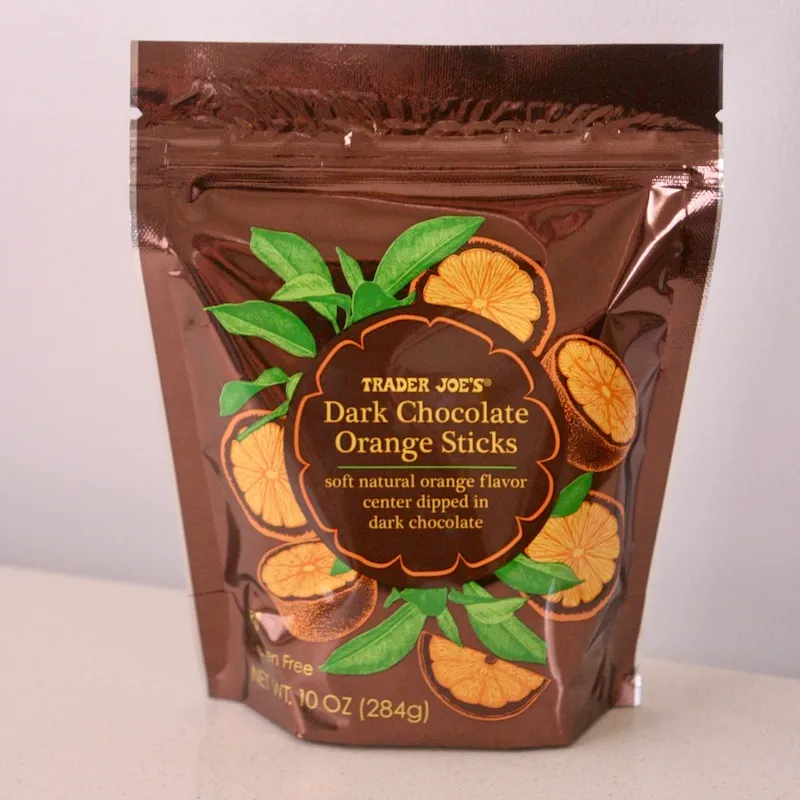 TRADER JOE'S®
Dark Chocolate
Orange Sticks
soft natural orange flavor
center dipped in
dark chocolate
Free
NET WT. 10 OZ (284g)